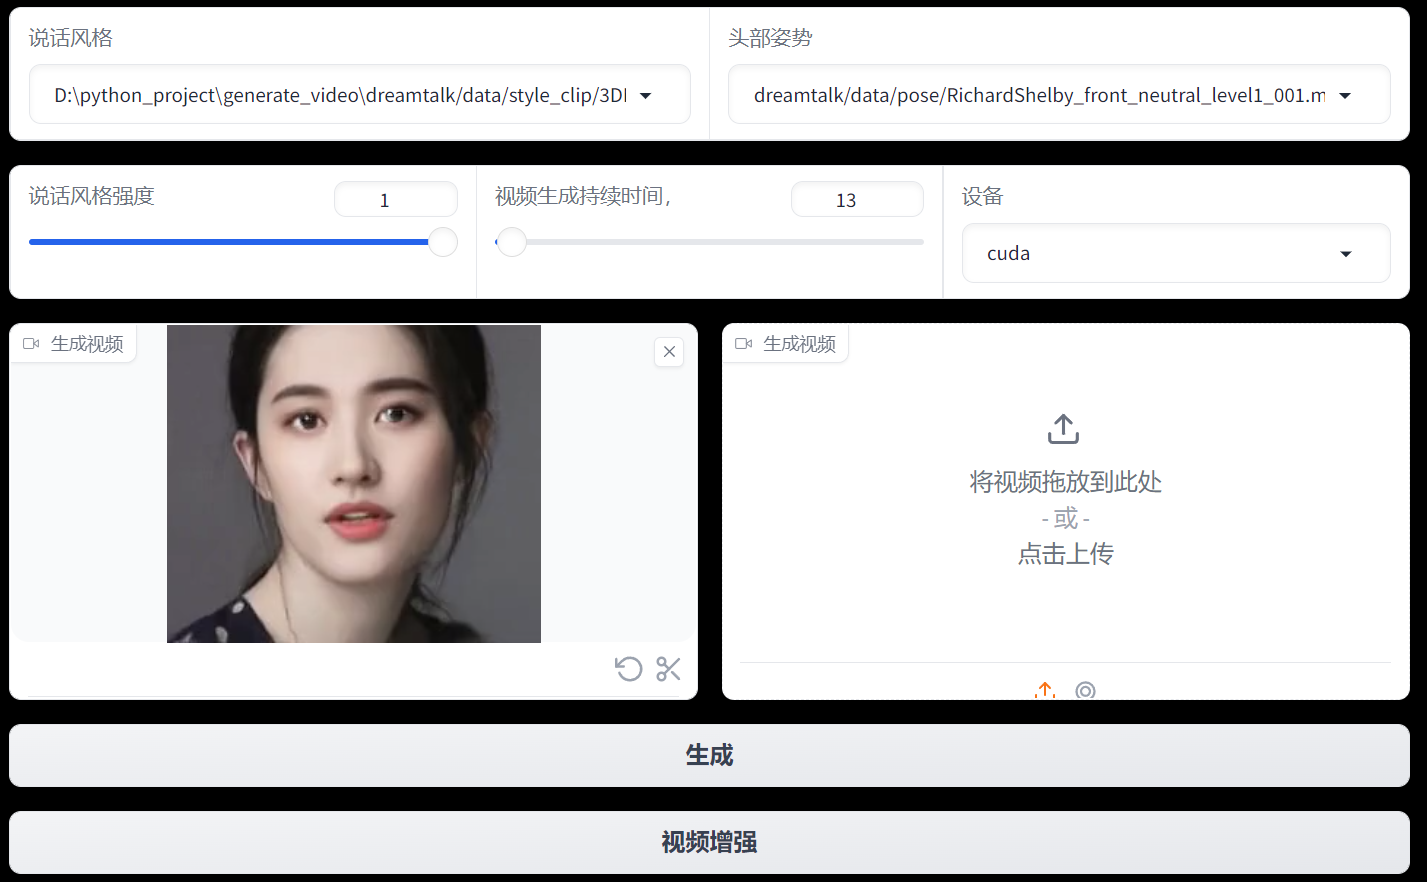 说话风格
D:\python_project\generate_video\dreamtalk/data/style_clip/3D
头部姿势
dreamtalk/data/pose/RichardShelby_front_neutral_level1_001.m
说话风格强度
1
视频生成持续时间,
13
设备
cuda
生成视频
生成视频
将视频拖放到此处
- 或 -
点击上传
生成
视频增强